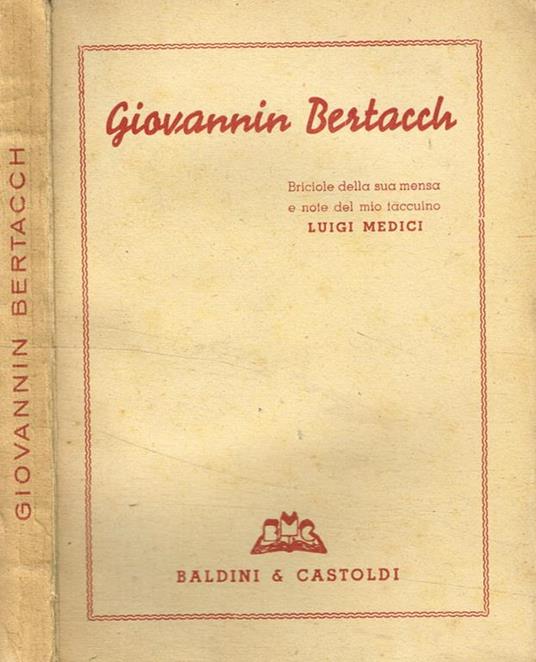 GIOVANNIN BERTACCH
Giovannin Bertacch
Briciole della sua mensa
e note del mio taccuino
LUIGI MEDICI
BMC
BALDINI & CASTOLDI